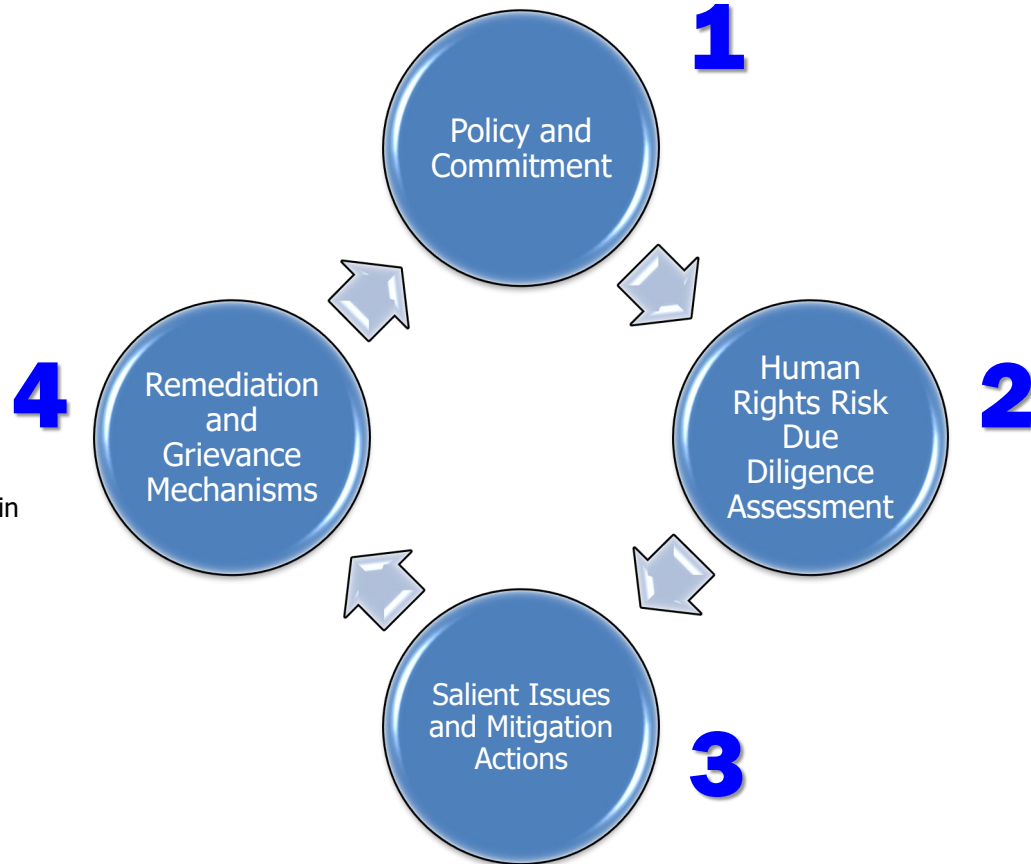 1
Policy and
Commitment
2
Human
Rights Risk
Due
Diligence
Assessment
3
Salient Issues
and Mitigation
Actions
4
Remediation
and
Grievance
Mechanisms
in